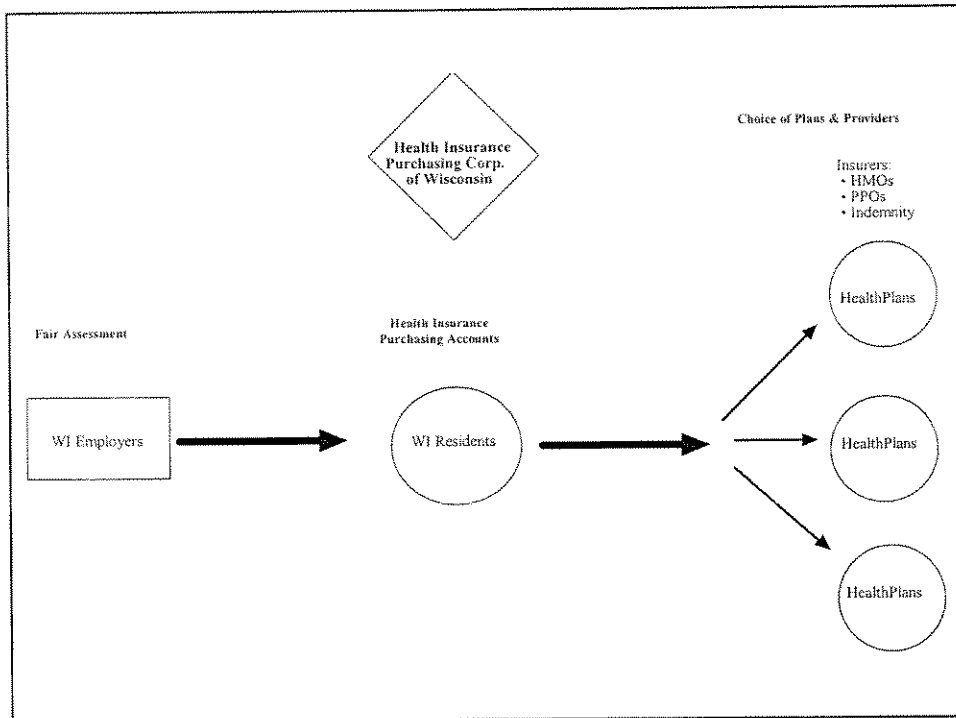 Health Insurance
Purchasing Corp.
of Wisconsin
Choice of Plans & Providers
Insurers:
• HMOs
• PPOs
• Indemnity
HealthPlans
Fair Assessment
Health Insurance
Purchasing Accounts
WI Employers
WI Residents
HealthPlans
HealthPlans